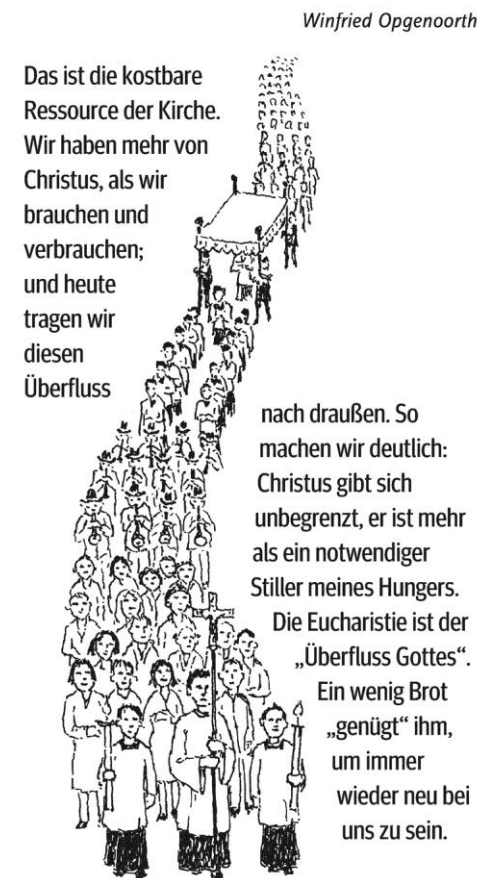 Winfried Opgenoorth
Das ist die kostbare
Ressource der Kirche.
Wir haben mehr von
Christus, als wir
brauchen und
verbrauchen;
und heute
tragen wir
diesen
Überfluss
nach draußen. So
machen wir deutlich:
Christus gibt sich
unbegrenzt, er ist mehr
als ein notwendiger
Stiller meines Hungers.
Die Eucharistie ist der
„Überfluss Gottes“.
Ein wenig Brot
„genügt“ ihm,
um immer
wieder neu bei
uns zu sein.